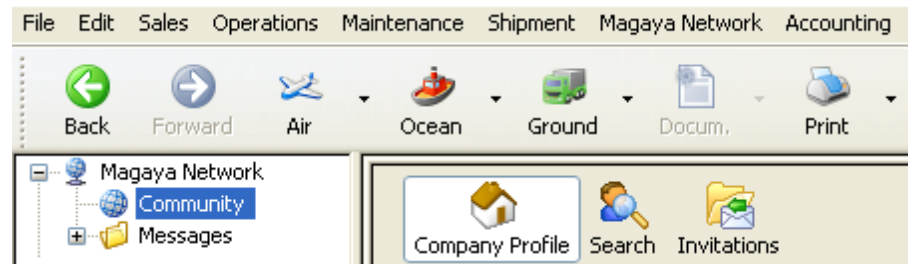 File Edit Sales Operations Maintenance Shipment Magaya Network Accounting
Back Forward Air Ocean Ground Docum. Print
Magaya Network
Community
Messages
Company Profile Search Invitations